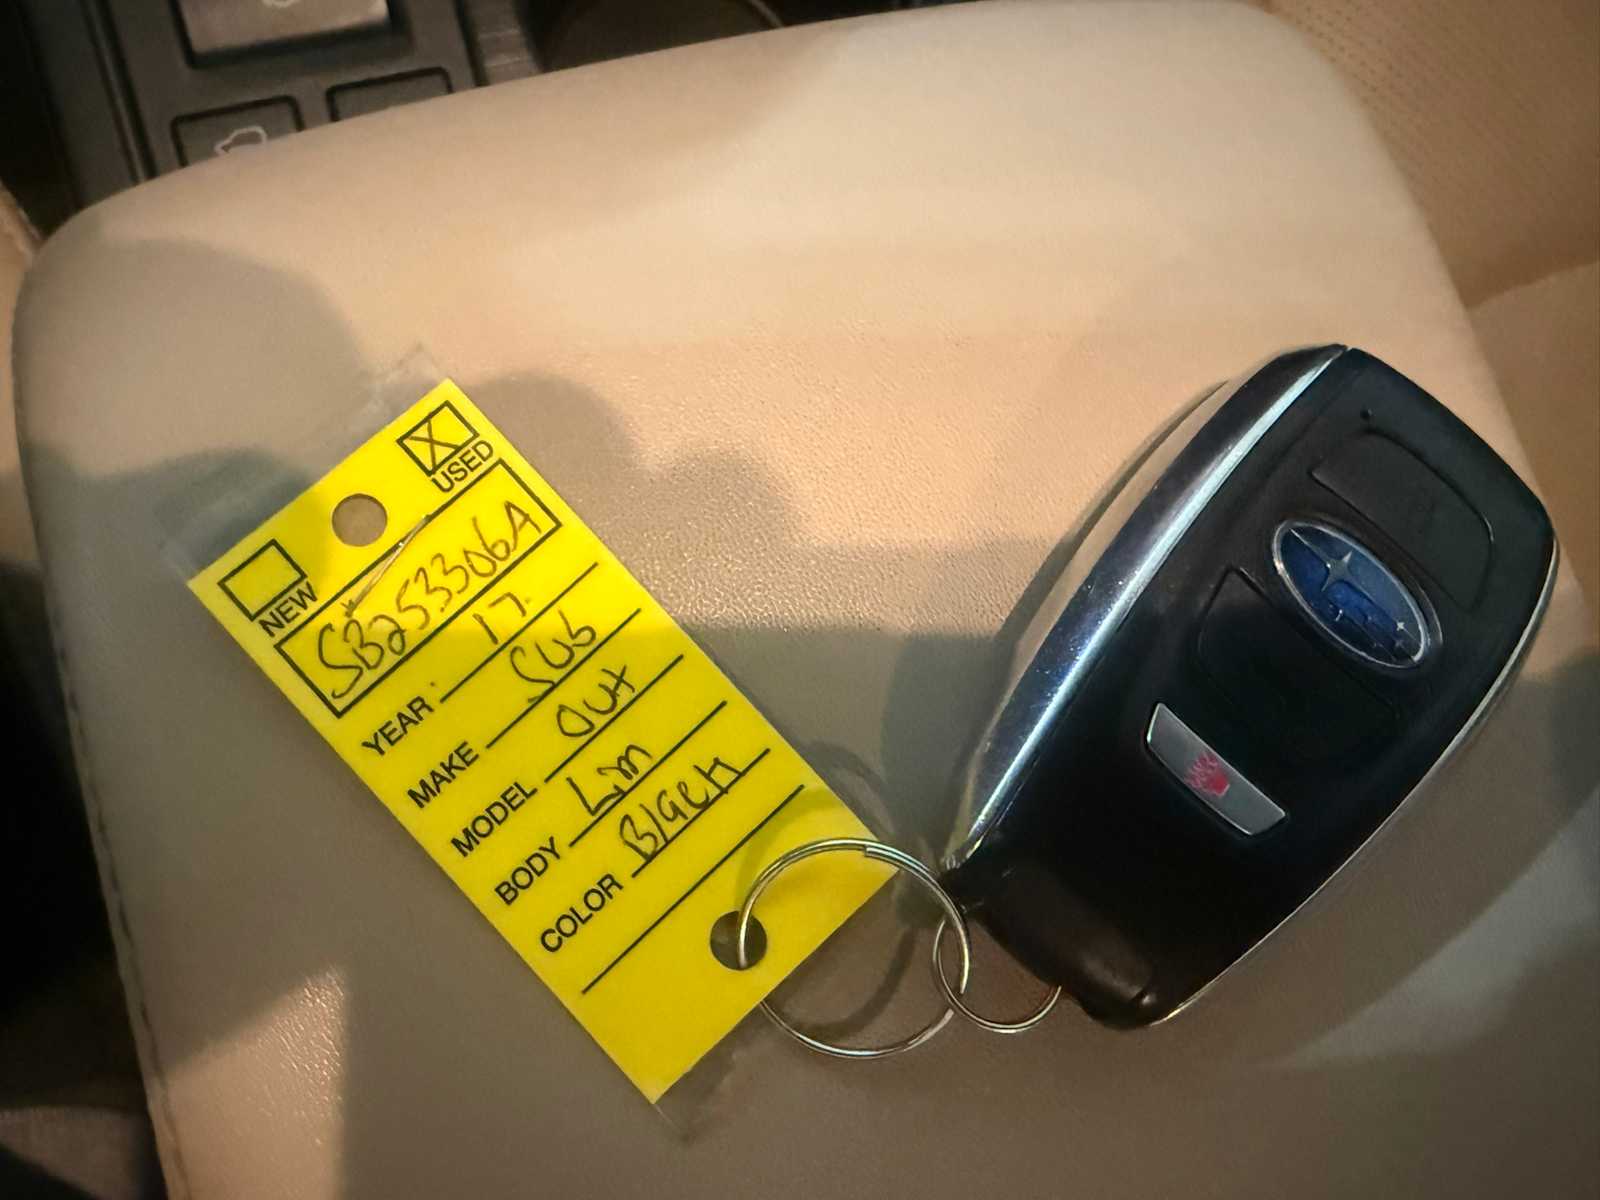 NEW X USED
SB253306A
YEAR 17
MAKE Sub
MODEL Out
BODY Lim
COLOR Black